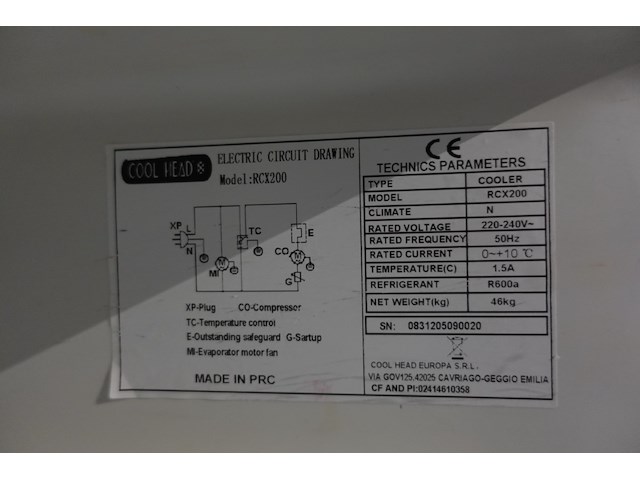 COOL HEAD
ELECTRIC CIRCUIT DRAWING
Model:RCX200
XP
L
N
MI
M
TC
E
CO
M
G
XP-Plug CO-Compressor
TC-Temperature control
E-Outstanding safeguard G-Sartup
MI-Evaporator motor fan
MADE IN PRC
CE
TECHNICS PARAMETERS
TYPE COOLER
MODEL RCX200
CLIMATE N
RATED VOLTAGE 220-240V~
RATED FREQUENCY 50Hz
RATED CURRENT 0~+10℃
TEMPERATURE(C) 1.5A
REFRIGERANT R600a
NET WEIGHT(kg) 46kg
SN: 0831205090020
COOL HEAD EUROPA S.R.L.
VIA GOV125.42025 CAVRIAGO-GEGGIO EMILIA
CF AND PI:02414610358